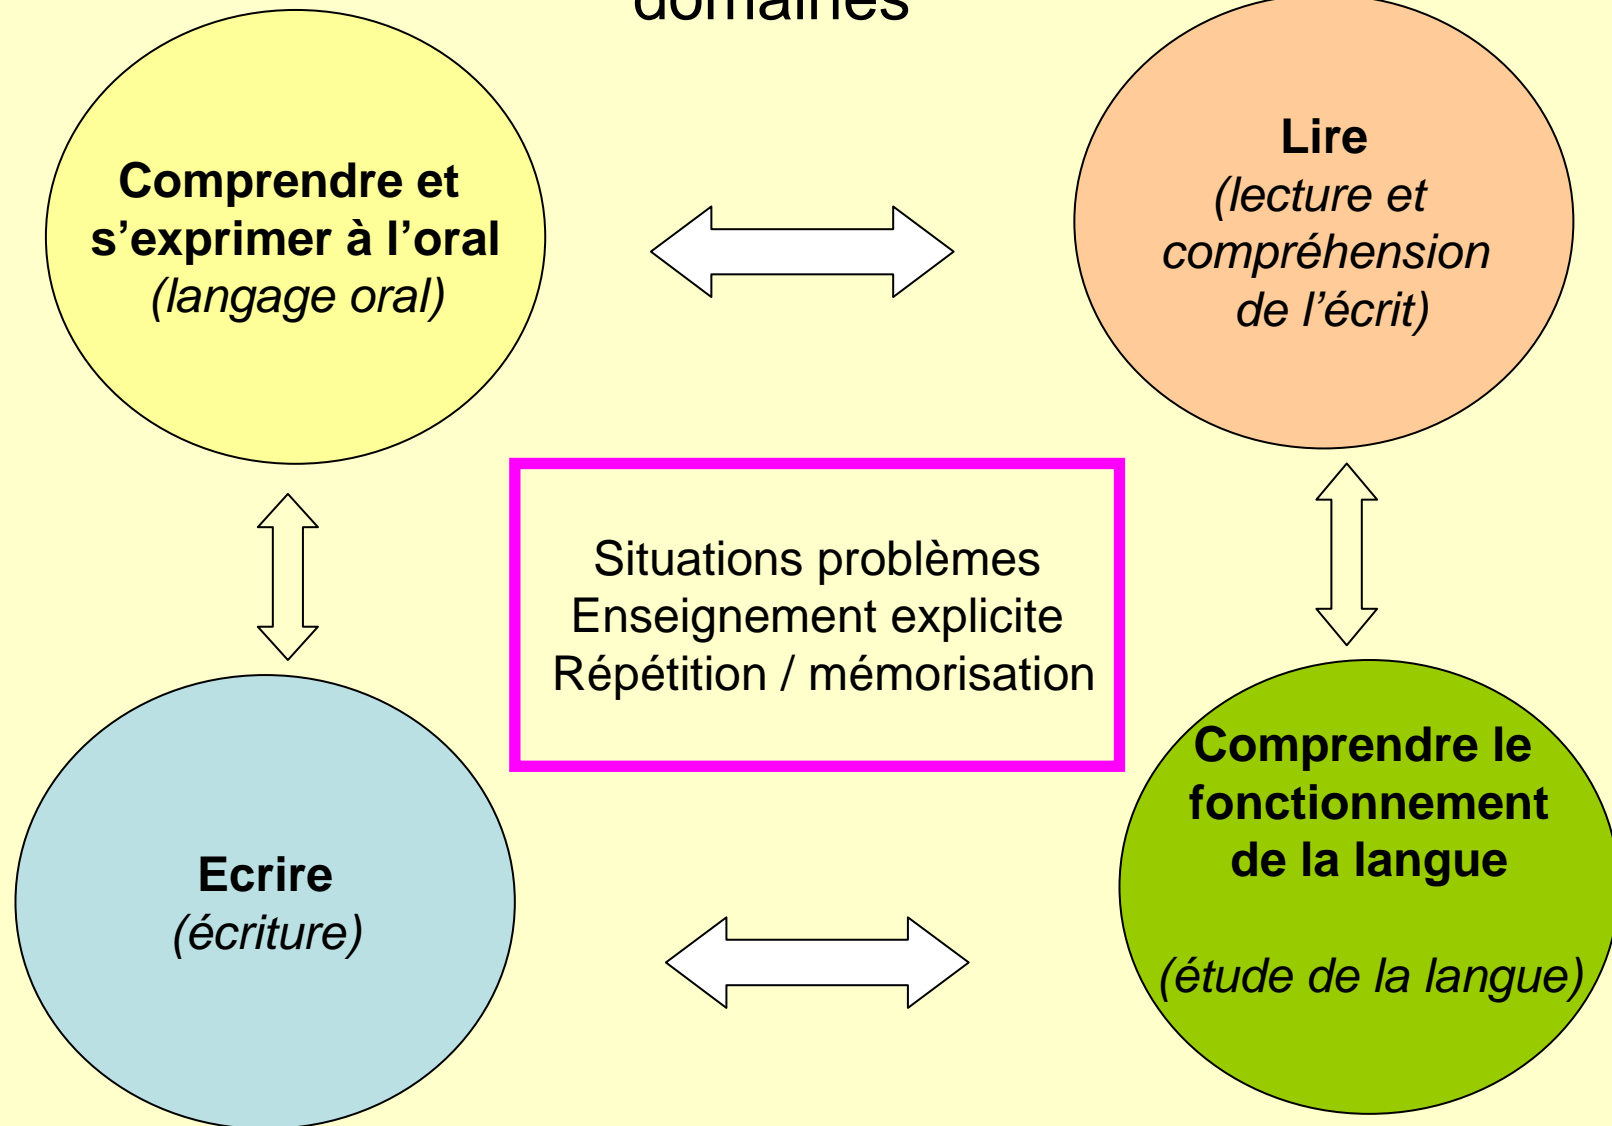 domaines
Comprendre et
s’exprimer à l’oral
(langage oral)
Lire
(lecture et
compréhension
de l’écrit)
Situations problèmes
Enseignement explicite
Répétition / mémorisation
Ecrire
(écriture)
Comprendre le
fonctionnement
de la langue
(étude de la langue)